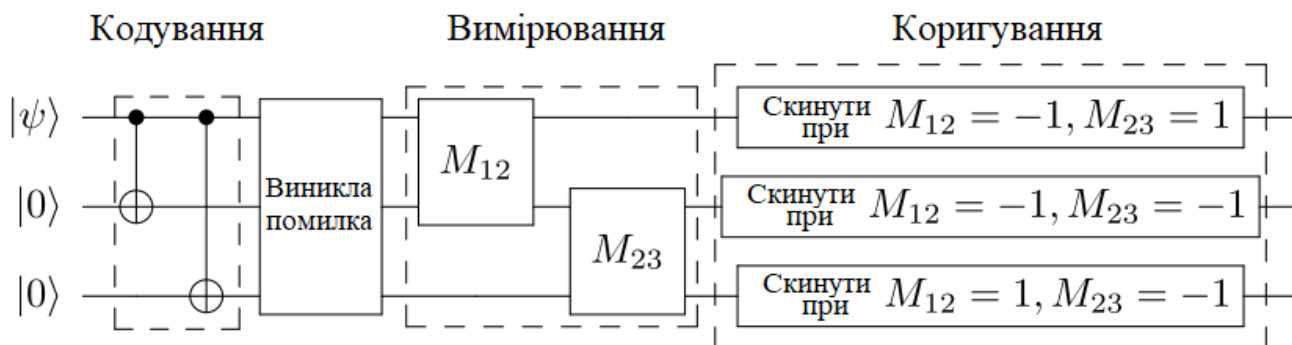 Кодування Вимірювання Коригування
|ψ⟩ Скинути при M₁₂ = −1, M₂₃ = 1
M₁₂
|0⟩ Виникла помилка Скинути при M₁₂ = −1, M₂₃ = −1
M₂₃
|0⟩ Скинути при M₁₂ = 1, M₂₃ = −1